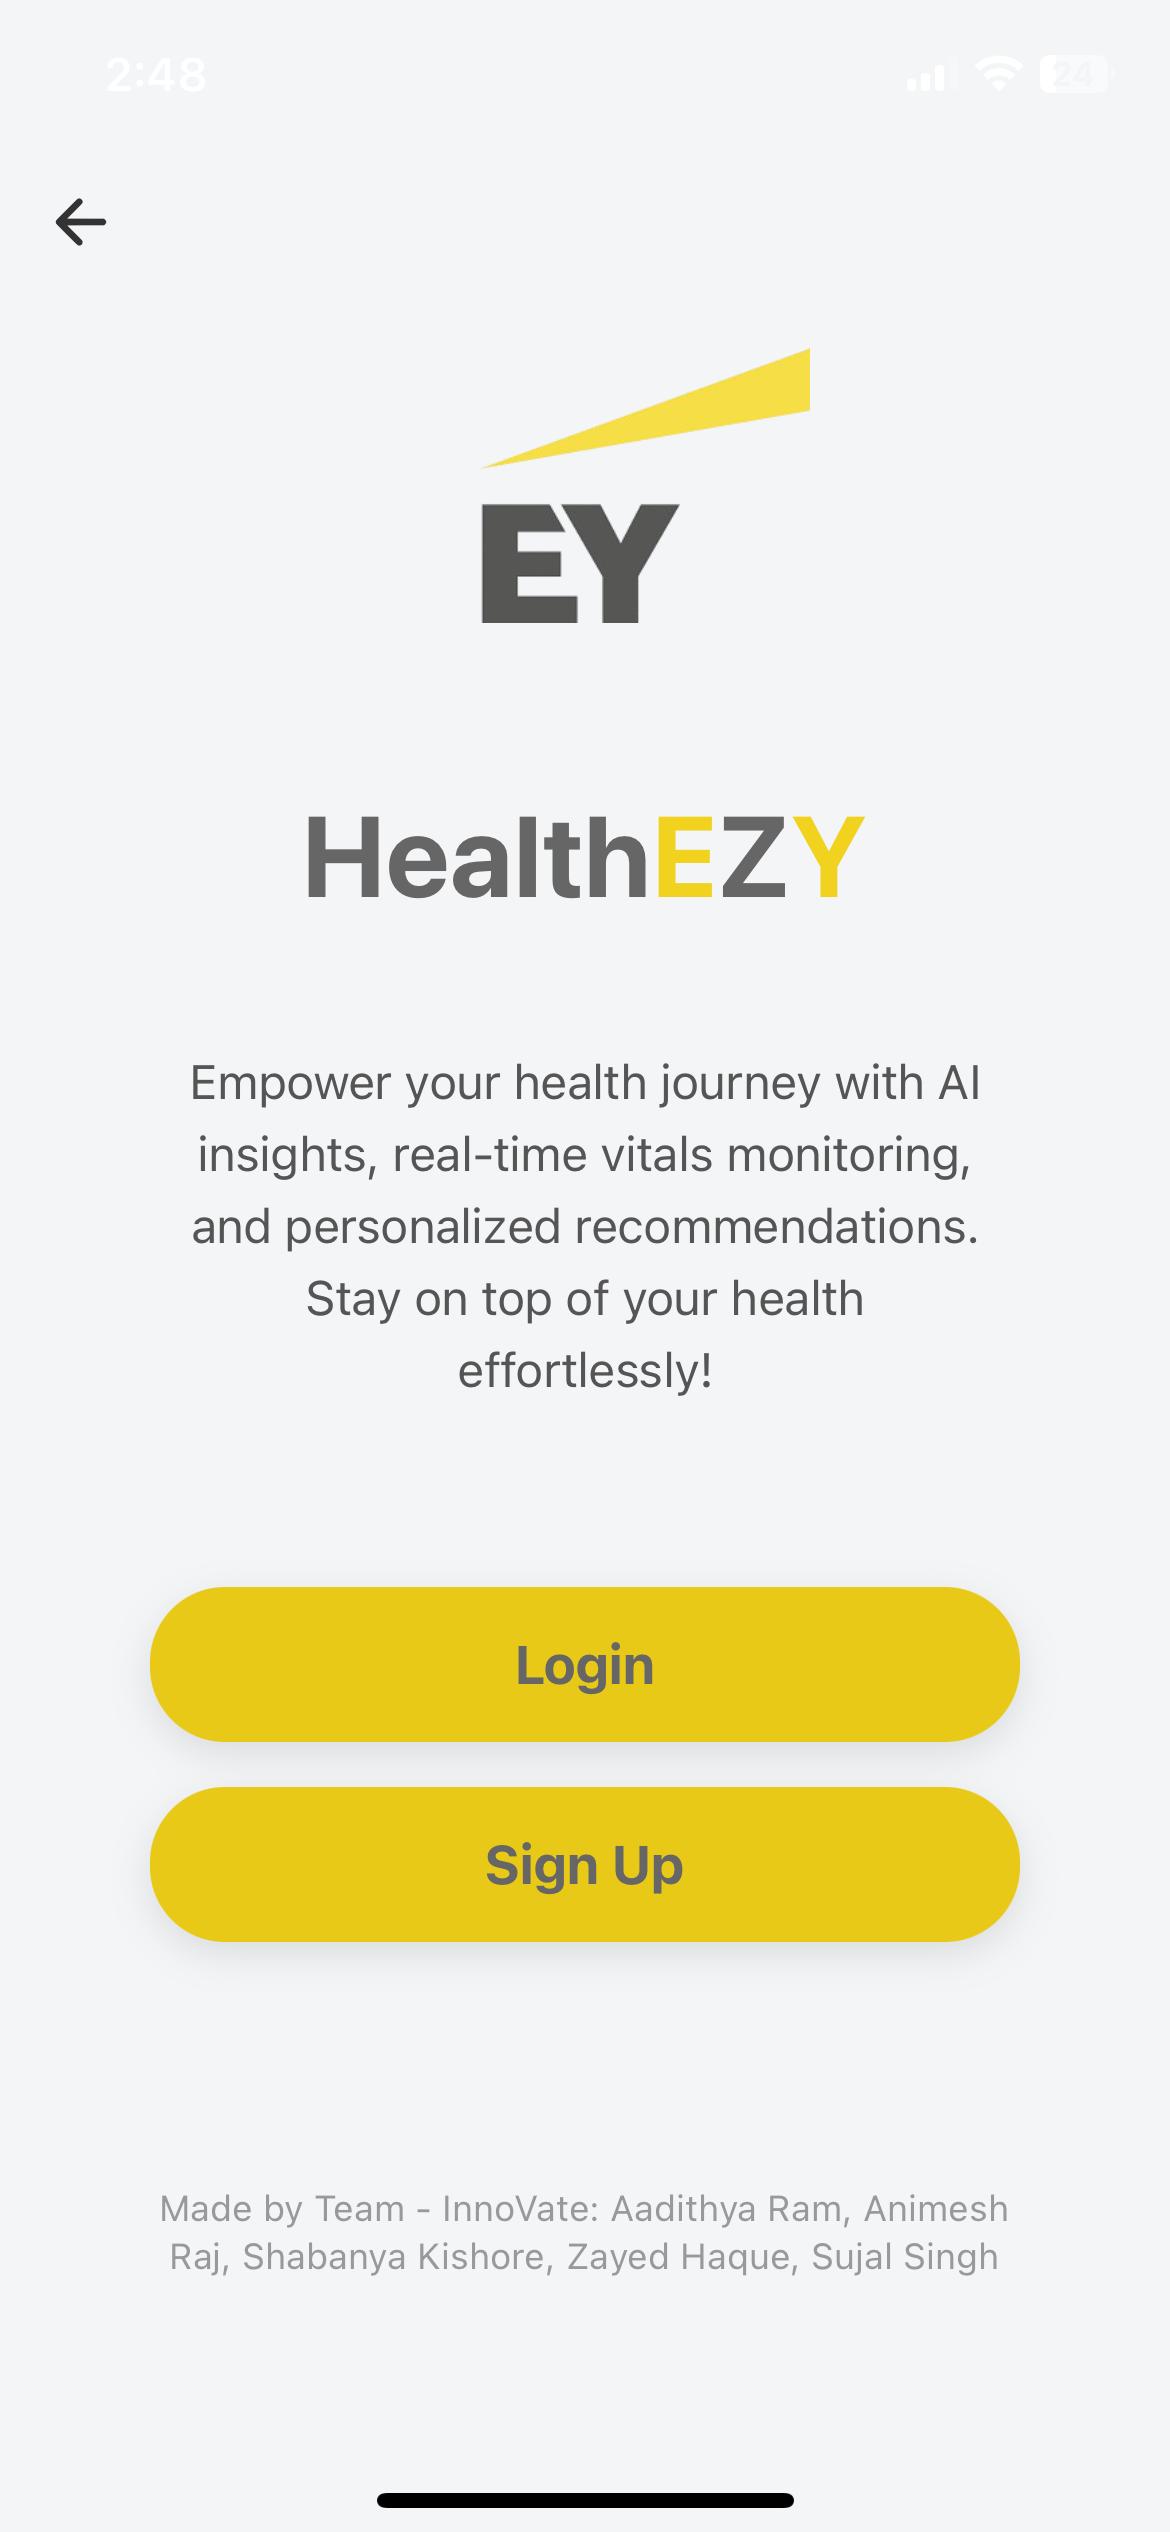 2:48
24
EY
HealthEZY
Empower your health journey with AI
insights, real-time vitals monitoring,
and personalized recommendations.
Stay on top of your health
effortlessly!
Login
Sign Up
Made by Team - InnoVate: Aadithya Ram, Animesh
Raj, Shabanya Kishore, Zayed Haque, Sujal Singh